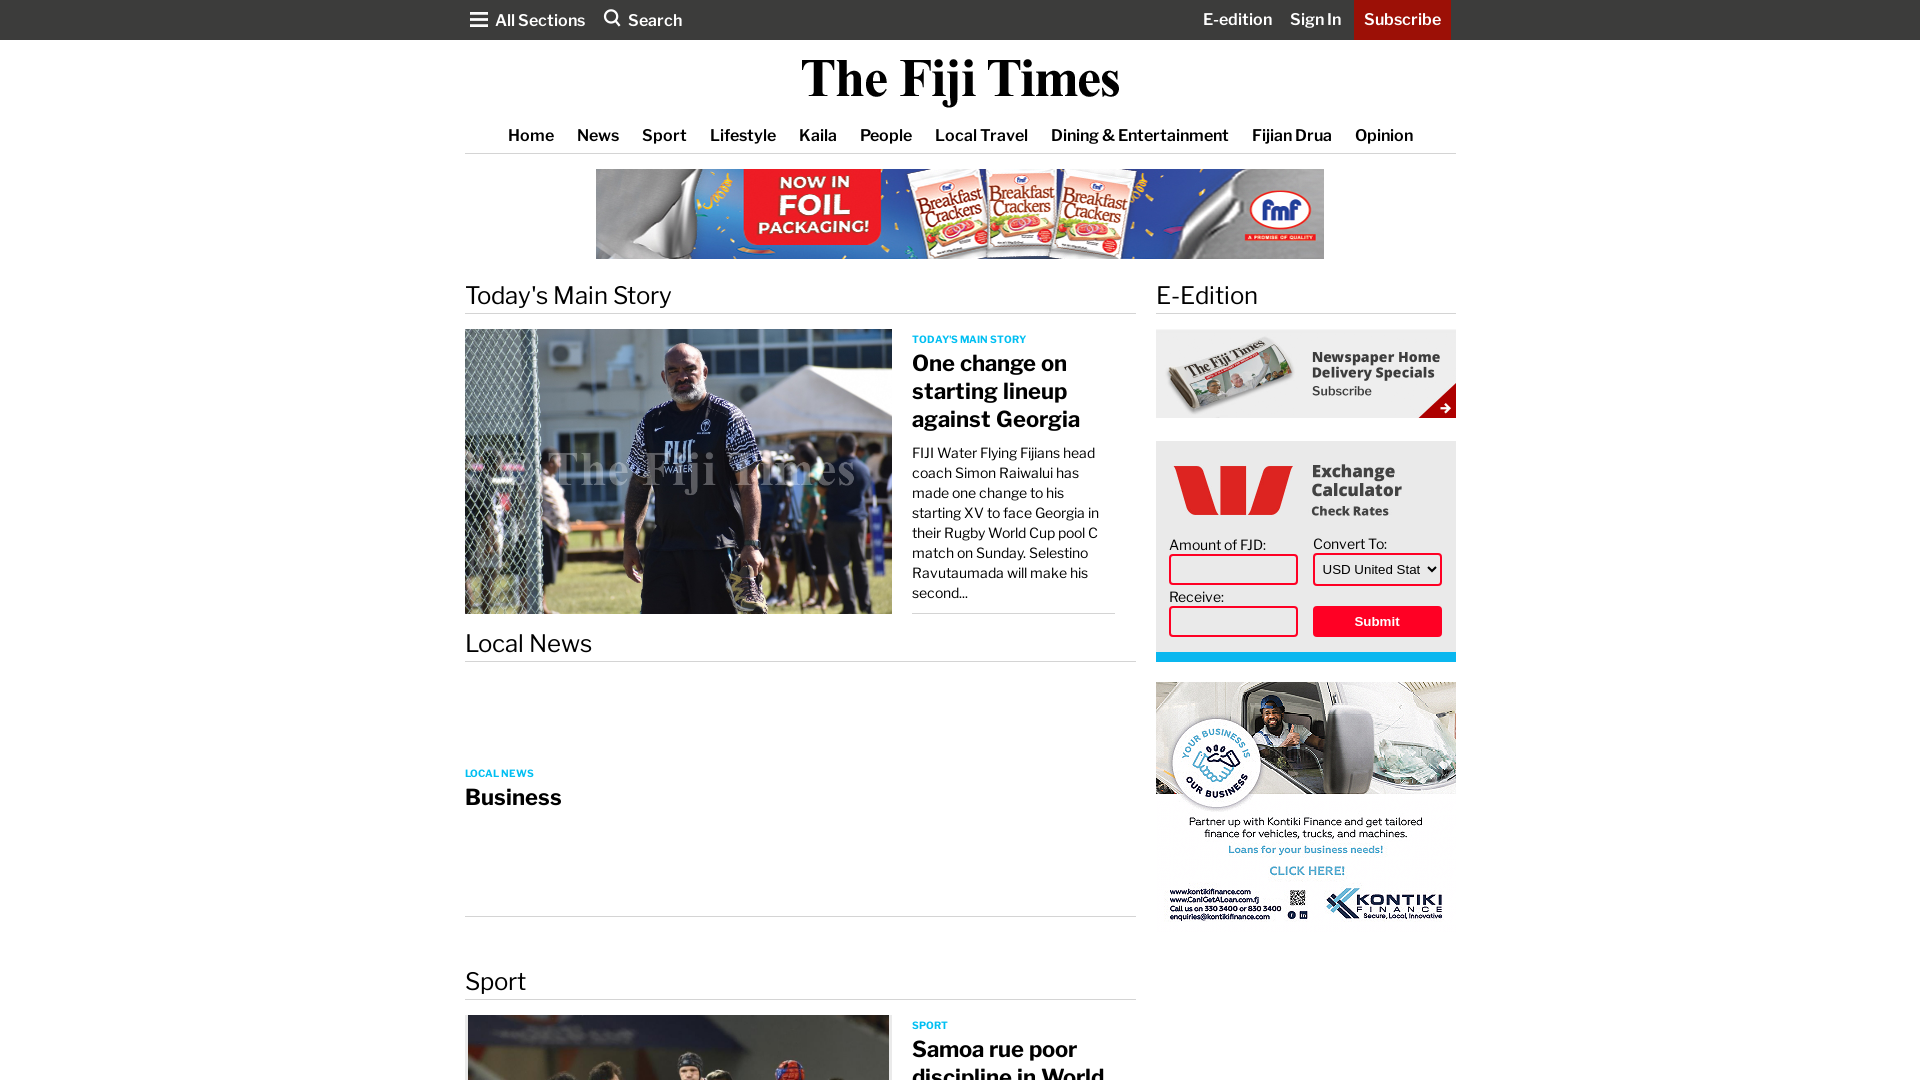 All Sections
Search
E-edition
Sign In
Subscribe
The Fiji Times
Home
News
Sport
Lifestyle
Kaila
People
Local Travel
Dining & Entertainment
Fijian Drua
Opinion
NOW IN
FOIL
PACKAGING!
Breakfast
Crackers
Breakfast
Crackers
Breakfast
Crackers
fmf
A PROMISE OF QUALITY
Today's Main Story
The Fiji Times
FIJI
WATER
TODAY'S MAIN STORY
One change on
starting lineup
against Georgia
FIJI Water Flying Fijians head
coach Simon Raiwalui has
made one change to his
starting XV to face Georgia in
their Rugby World Cup pool C
match on Sunday. Selestino
Ravutaumada will make his
second...
Local News
LOCAL NEWS
Business
Sport
SPORT
Samoa rue poor
discipline in World
E-Edition
The Fiji Times
Newspaper Home
Delivery Specials
Subscribe
Exchange
Calculator
Check Rates
Amount of FJD:
Convert To:
USD United Stat
Receive:
Submit
YOUR BUSINESS IS
OUR BUSINESS
Partner up with Kontiki Finance and get tailored
finance for vehicles, trucks, and machines.
Loans for your business needs!
CLICK HERE!
www.kontikifinance.com
www.CanIGetALoan.com.fj
Call us on 330 3400 or 830 3400
enquiries@kontikifinance.com
KONTIKI
FINANCE
Secure, Local, Innovative